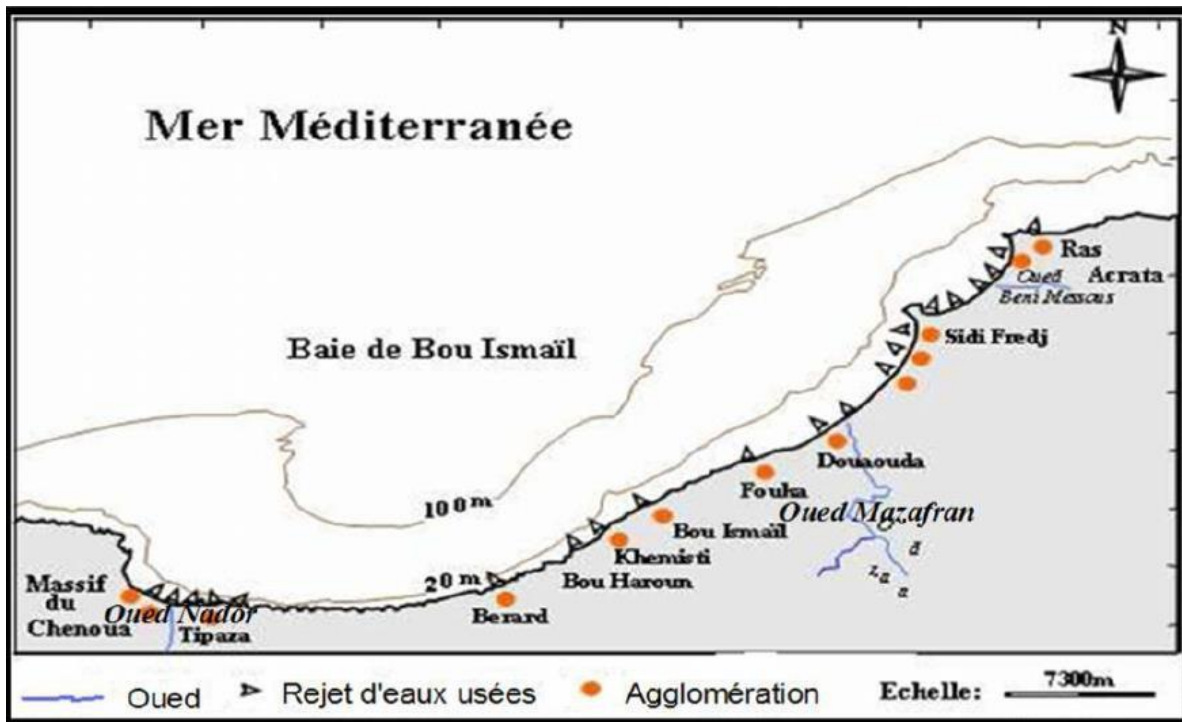 N
Mer Méditerranée
Baie de Bou Ismaïl
Ras
Acrata
Oued
Beni Messous
Sidi Fredj
Douaouda
Fouka
Oued Mazafran
Bou Ismaïl
Khemisti
Bou Haroun
Berard
100m
20m
Massif
du
Chenoua
Oued Nador
Tipaza
Oued
Rejet d'eaux usées
Agglomération
Echelle:
7300m